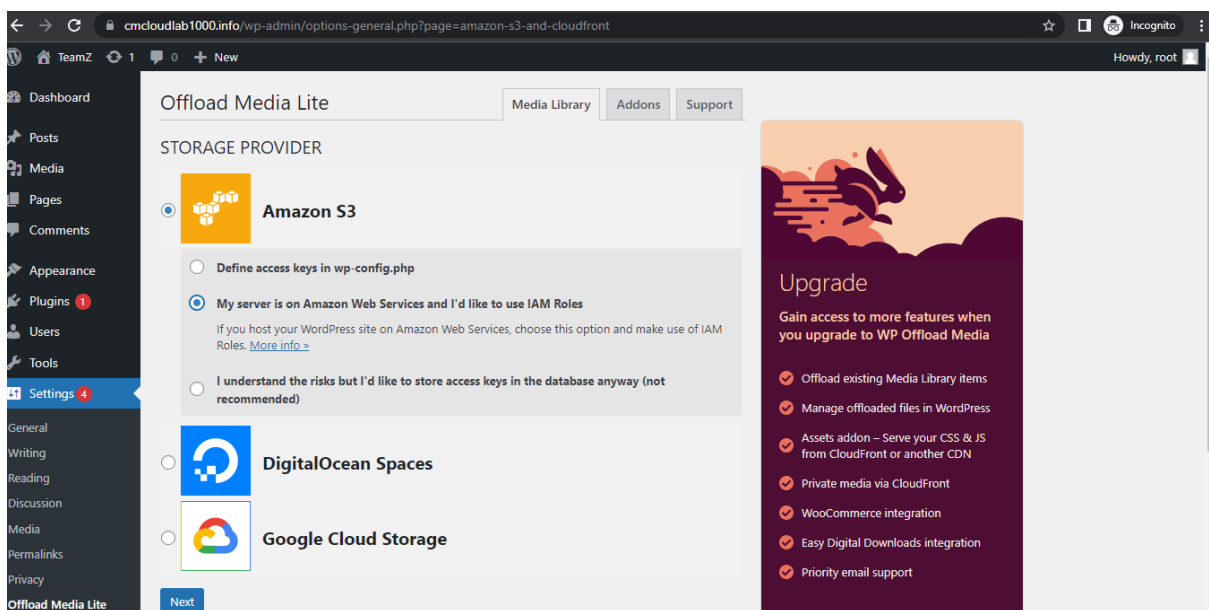 cmcloudlab1000.info/wp-admin/options-general.php?page=amazon-s3-and-cloudfront
Incognito
TeamZ 1 0 + New
Howdy, root
Dashboard
Posts
Media
Pages
Comments
Appearance
Plugins 1
Users
Tools
Settings 4
General
Writing
Reading
Discussion
Media
Permalinks
Privacy
Offload Media Lite
Offload Media Lite
Media Library
Addons
Support
STORAGE PROVIDER
Amazon S3
Define access keys in wp-config.php
My server is on Amazon Web Services and I'd like to use IAM Roles
If you host your WordPress site on Amazon Web Services, choose this option and make use of IAM
Roles. More info »
I understand the risks but I'd like to store access keys in the database anyway (not
recommended)
DigitalOcean Spaces
Google Cloud Storage
Next
Upgrade
Gain access to more features when
you upgrade to WP Offload Media
Offload existing Media Library items
Manage offloaded files in WordPress
Assets addon – Serve your CSS & JS
from CloudFront or another CDN
Private media via CloudFront
WooCommerce integration
Easy Digital Downloads integration
Priority email support